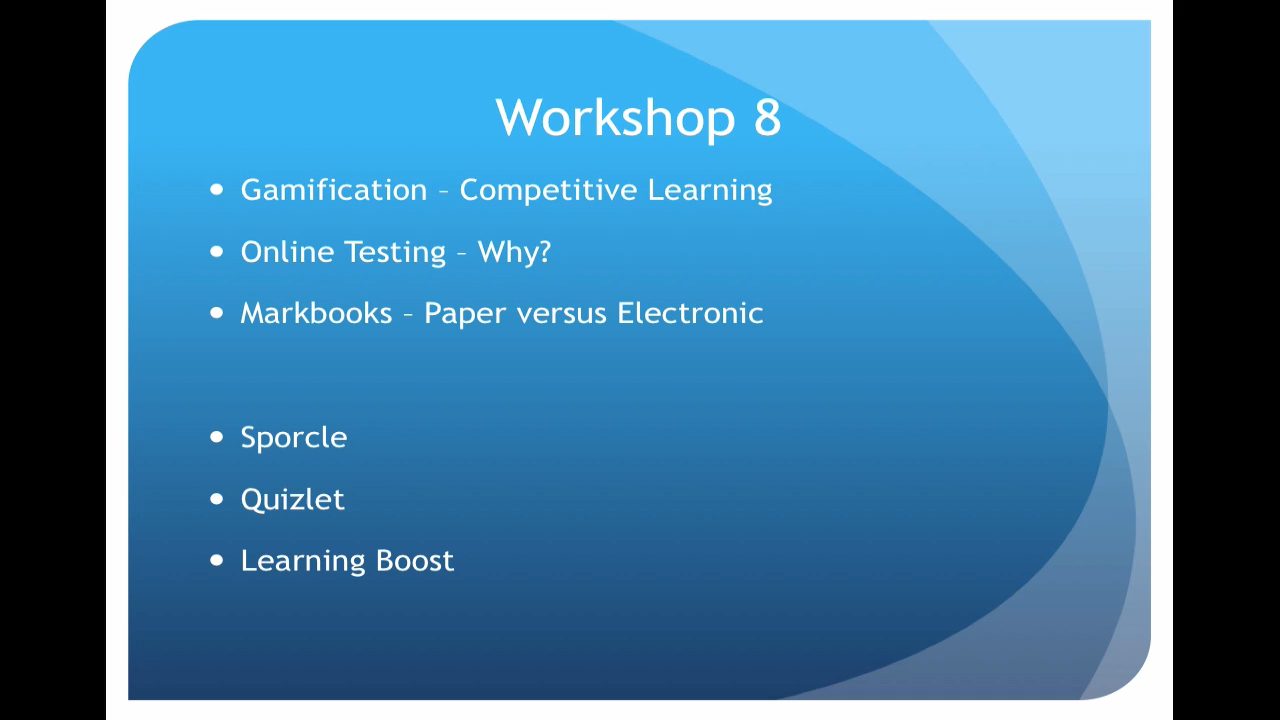 Workshop 8
• Gamification – Competitive Learning
• Online Testing – Why?
• Markbooks – Paper versus Electronic
• Sporcle
• Quizlet
• Learning Boost